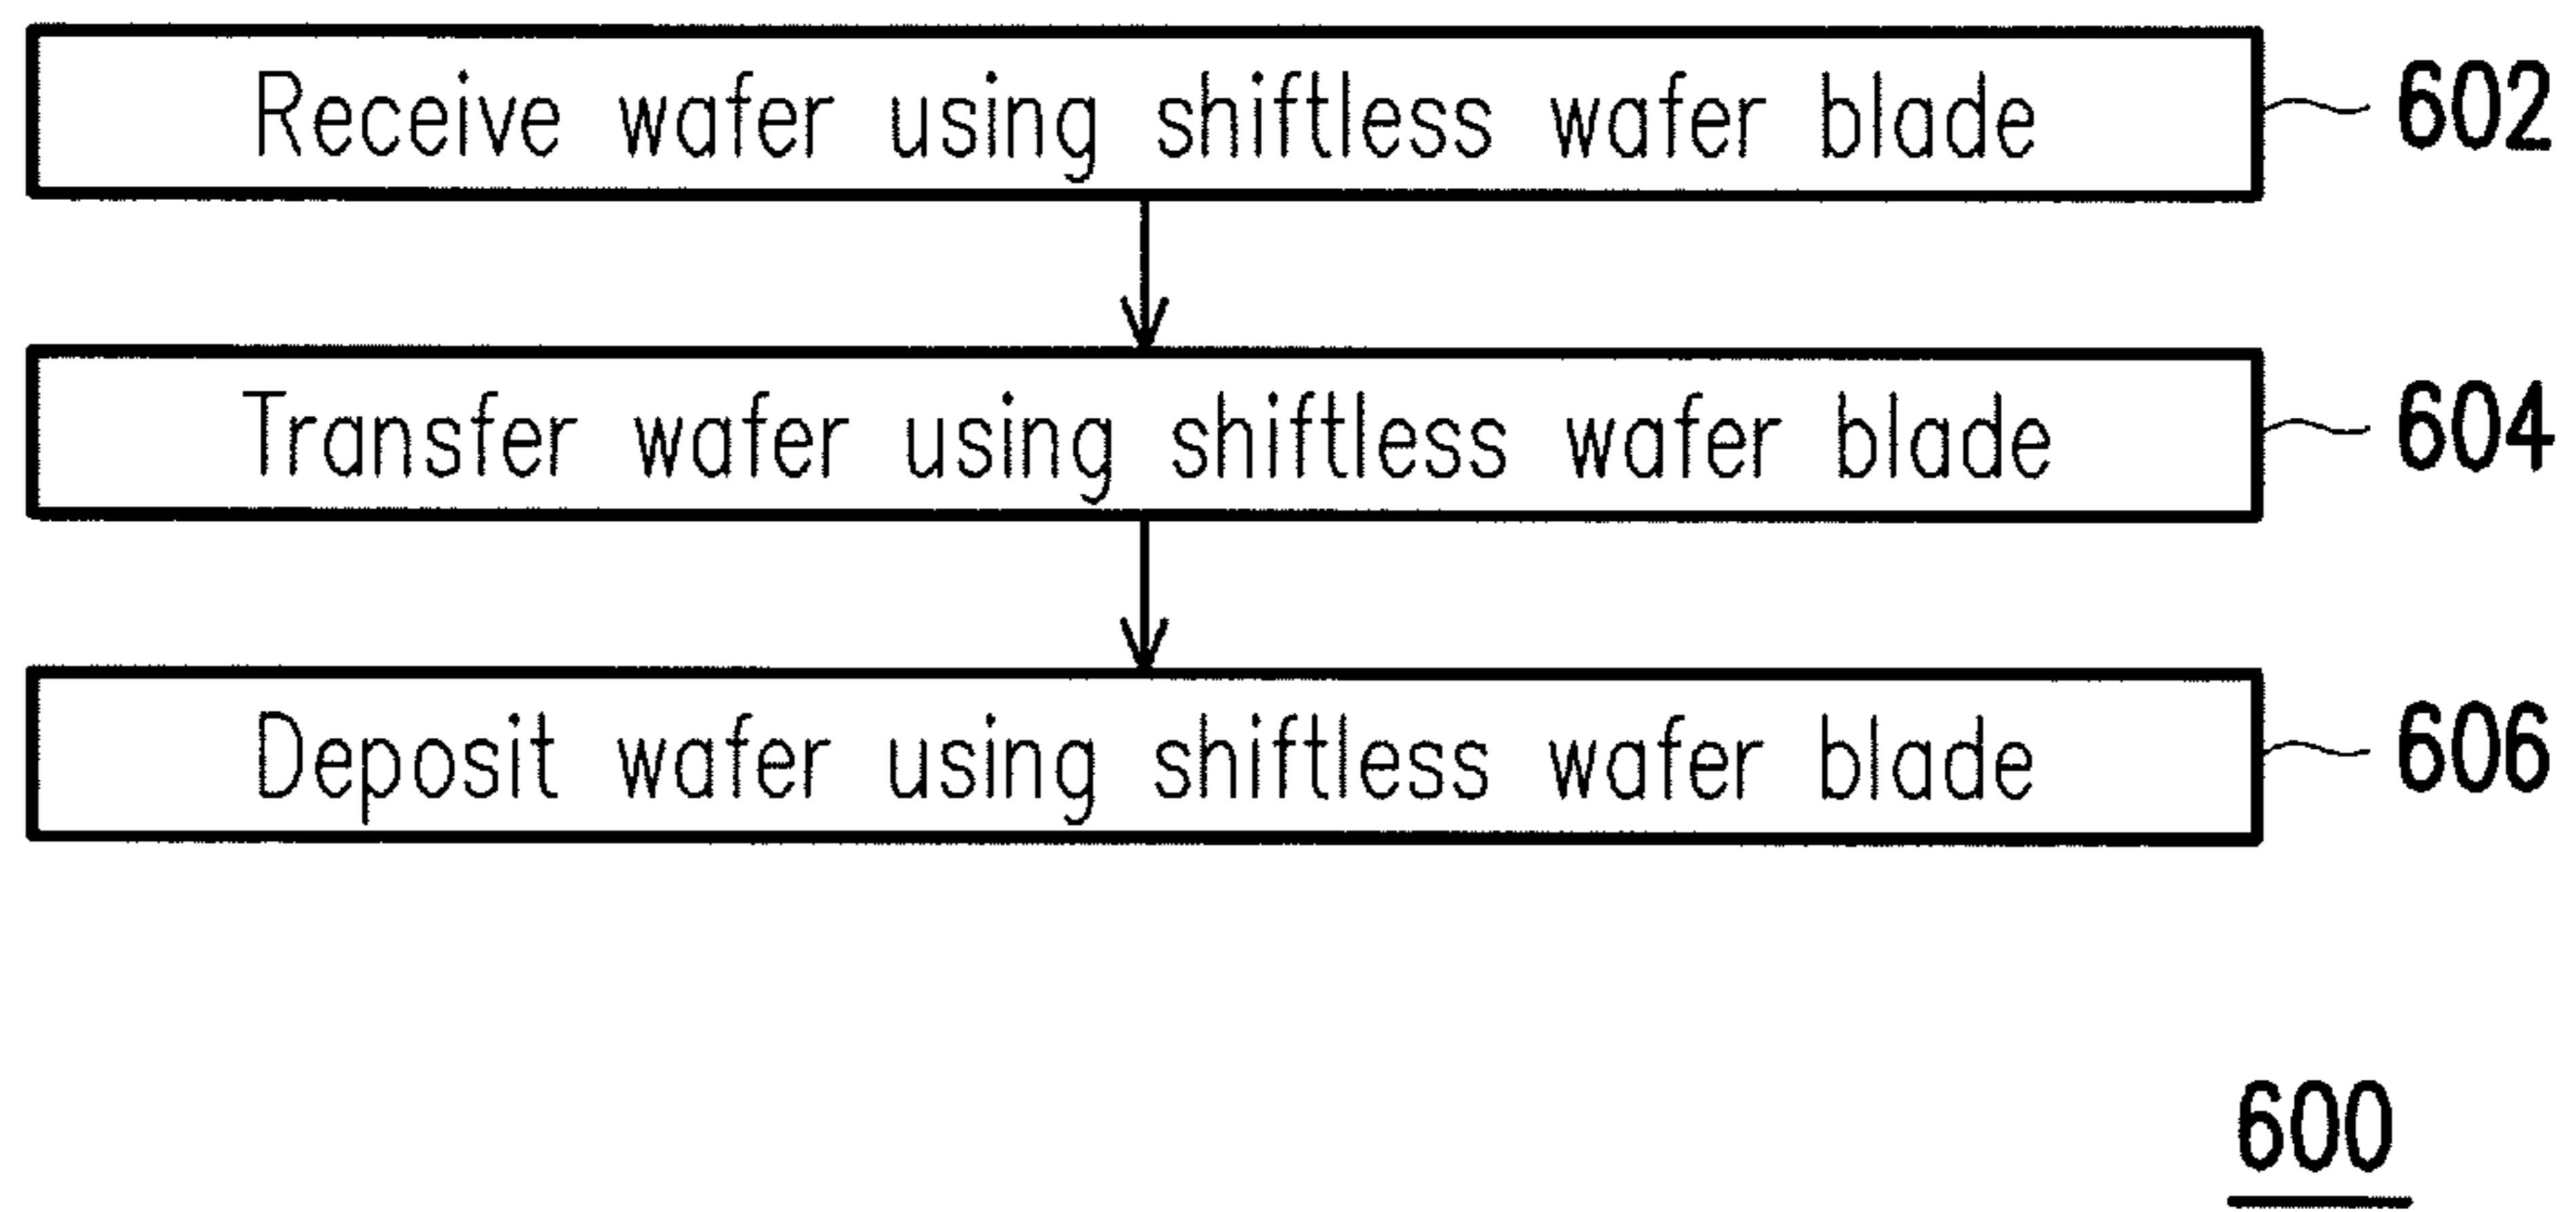 Receive wafer using shiftless wafer blade 602
Transfer wafer using shiftless wafer blade 604
Deposit wafer using shiftless wafer blade 606
600